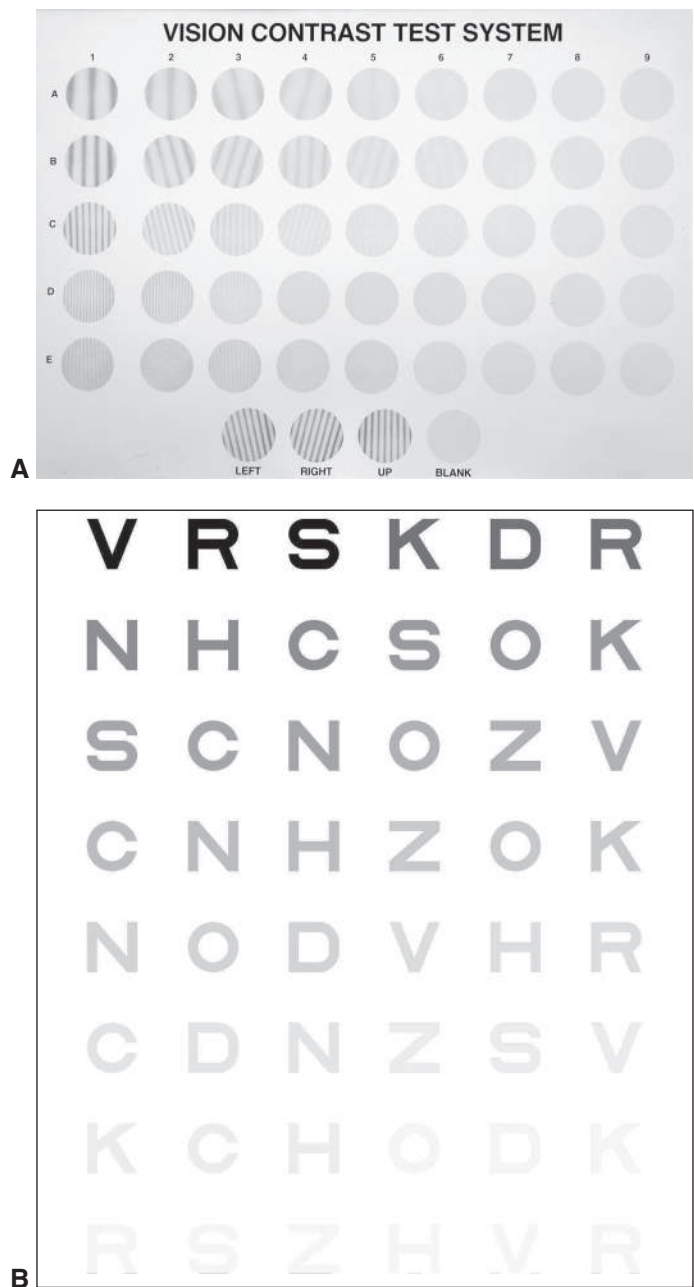 VISION CONTRAST TEST SYSTEM
1 2 3 4 5 6 7 8 9
A
B
C
D
E
LEFT RIGHT UP BLANK
A
V R S K D R
N H C S O K
S C N O Z V
C N H Z O K
N O D V H R
C D N Z S V
K C H O D K
R S Z H V R
B